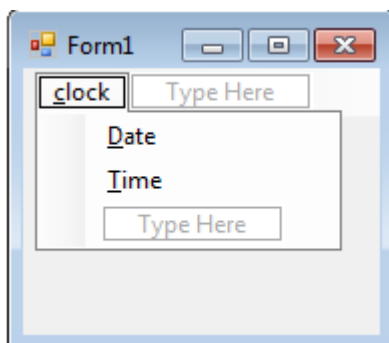 Form1
clock Type Here
Date
Time
Type Here